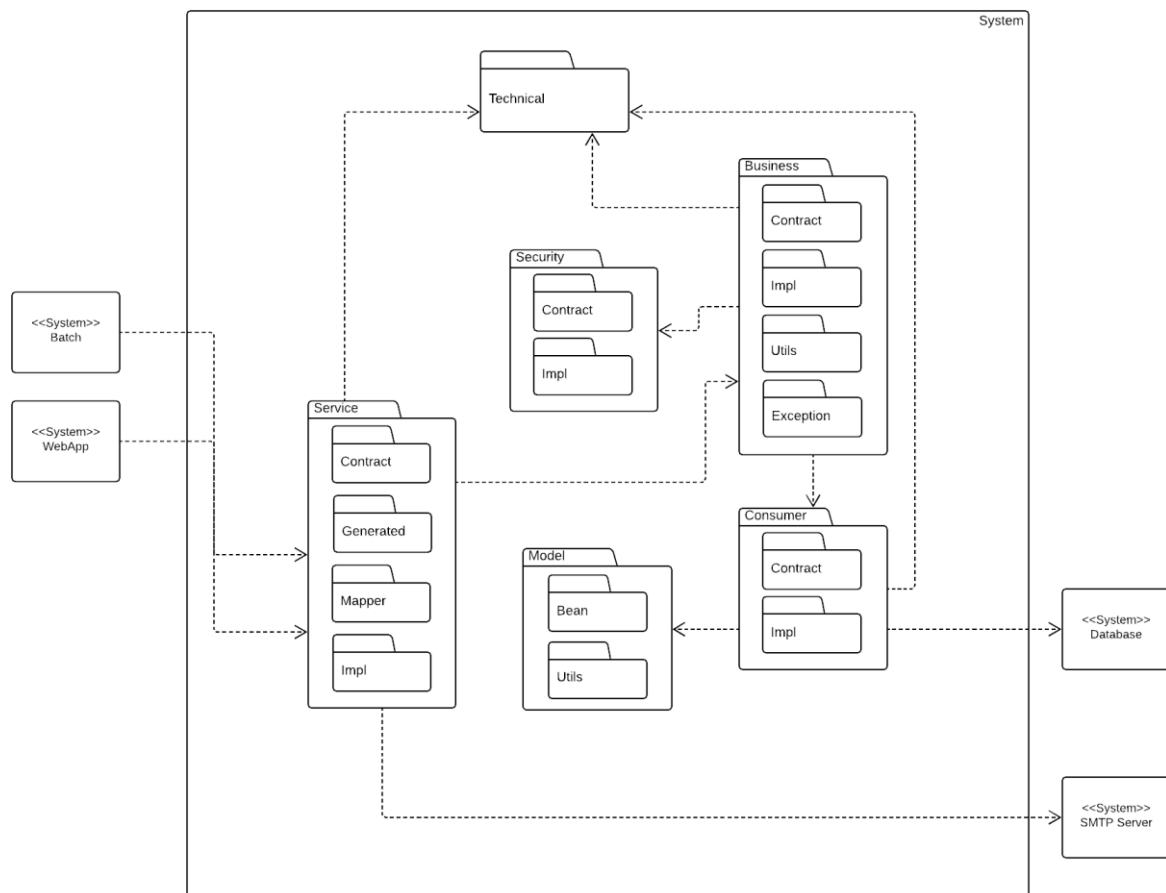 System
Technical
Business
Contract
Impl
Utils
Exception
Security
Contract
Impl
<<System>>
Batch
<<System>>
WebApp
Service
Contract
Generated
Mapper
Impl
Consumer
Contract
Impl
Model
Bean
Utils
<<System>>
Database
<<System>>
SMTP Server